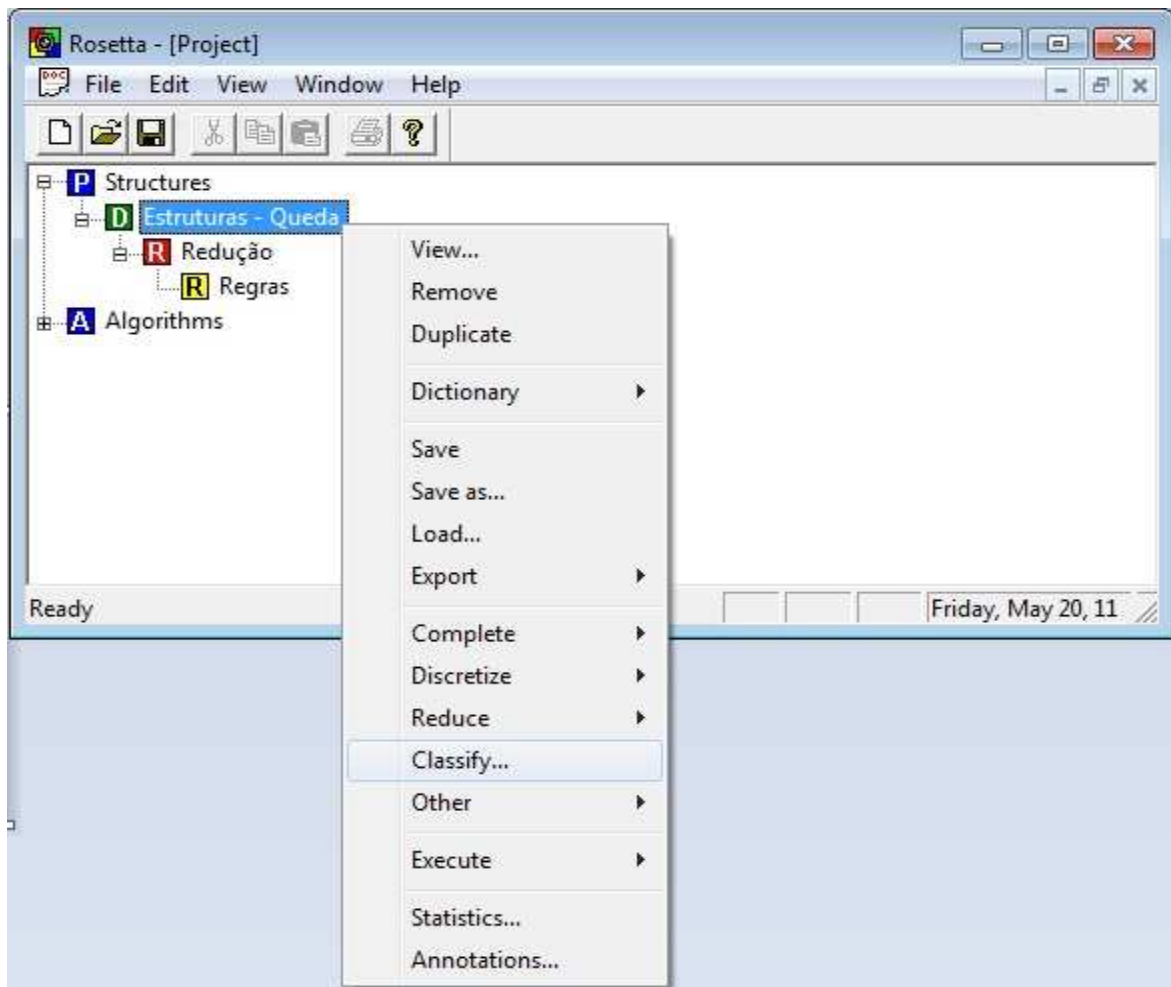 Rosetta - [Project]
DOC
File Edit View Window Help
P Structures
D Estruturas - Queda
R Redução
R Regras
A Algorithms
View...
Remove
Duplicate
Dictionary
Save
Save as...
Load...
Export
Complete
Discretize
Reduce
Classify...
Other
Execute
Statistics...
Annotations...
Ready
Friday, May 20, 11